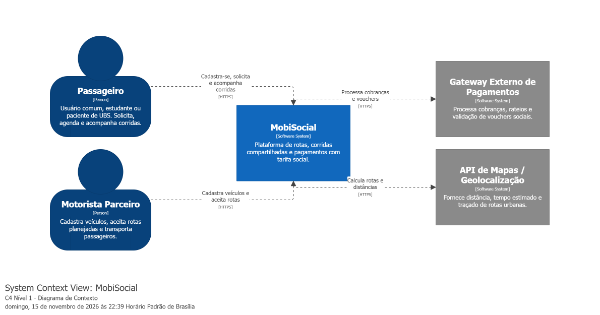 Passageiro
[Person]
Usuário comum, estudante ou
paciente de UBS. Solicita,
agenda e acompanha corridas.
Cadastra-se, solicita
e acompanha
corridas
[HTTPS]
Motorista Parceiro
[Person]
Cadastra veículos, aceita rotas
planejadas e transporta
passageiros.
Cadastra veículos e
aceita rotas
[HTTPS]
MobiSocial
[Software System]
Plataforma de rotas, corridas
compartilhadas e pagamentos com
tarifa social.
Processa cobranças
e vouchers
[HTTPS]
Gateway Externo de
Pagamentos
[Software System]
Processa cobranças, rateios e
validação de vouchers sociais.
Calcula rotas e
distâncias
[HTTPS]
API de Mapas /
Geolocalização
[Software System]
Fornece distância, tempo estimado e
traçado de rotas urbanas.
System Context View: MobiSocial
C4 Nível 1 - Diagrama de Contexto
domingo, 15 de novembro de 2026 às 22:39 Horário Padrão de Brasília